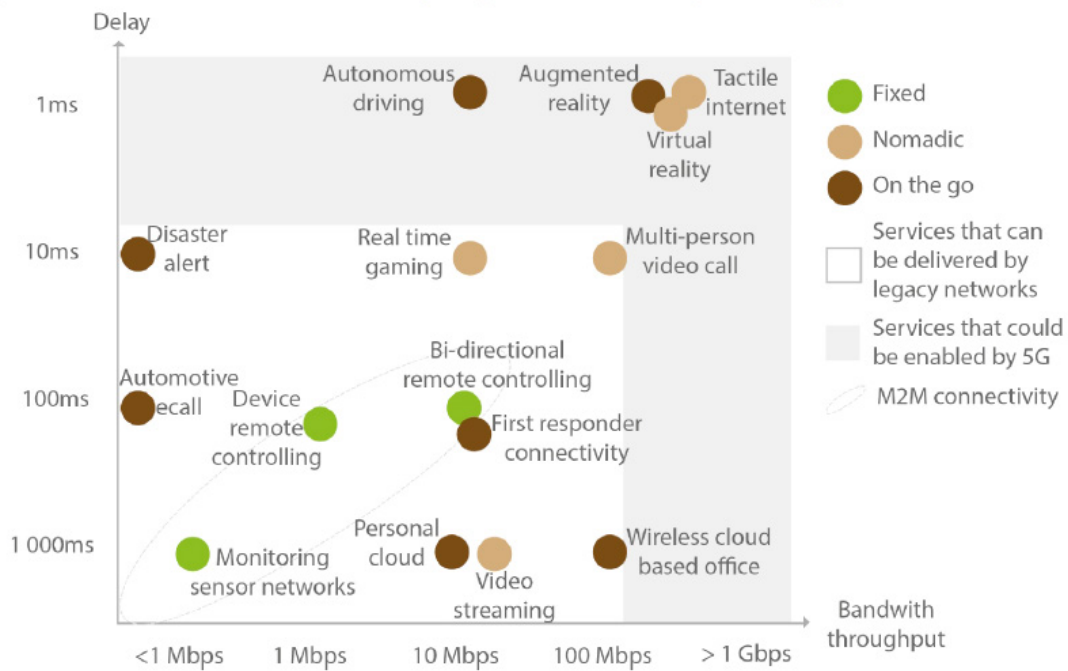 Delay
1ms
10ms
100ms
1 000ms
Autonomous
driving
Augmented
reality
Tactile
internet
Virtual
reality
Disaster
alert
Real time
gaming
Multi-person
video call
Automotive
ecall
Device
remote
controlling
Bi-directional
remote controlling
First responder
connectivity
Monitoring
sensor networks
Personal
cloud
Video
streaming
Wireless cloud
based office
<1 Mbps
1 Mbps
10 Mbps
100 Mbps
> 1 Gbps
Bandwith
throughput
Fixed
Nomadic
On the go
Services that can
be delivered by
legacy networks
Services that could
be enabled by 5G
M2M connectivity